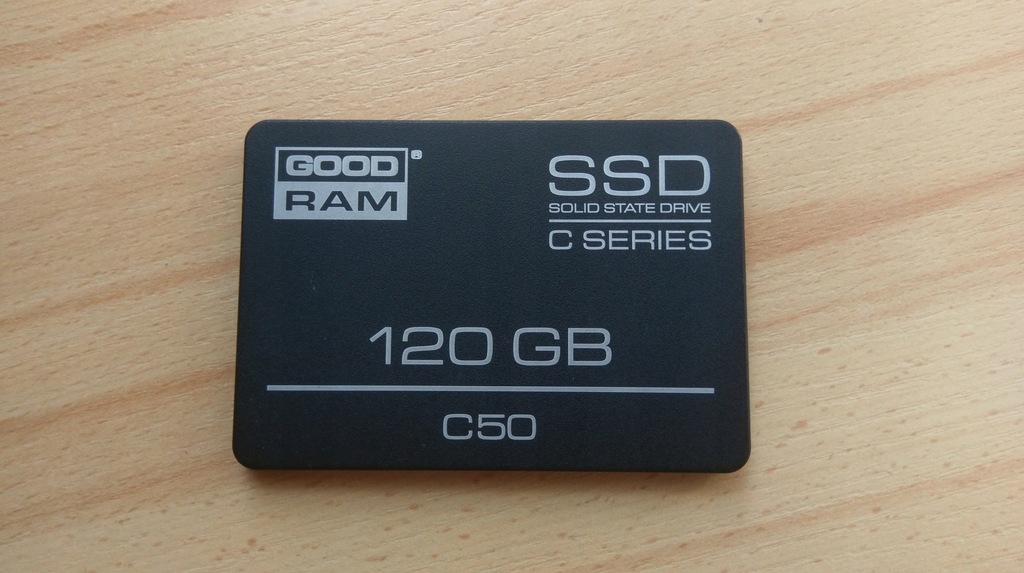 GOOD
RAM
®
SSD
SOLID STATE DRIVE
C SERIES
120 GB
C50